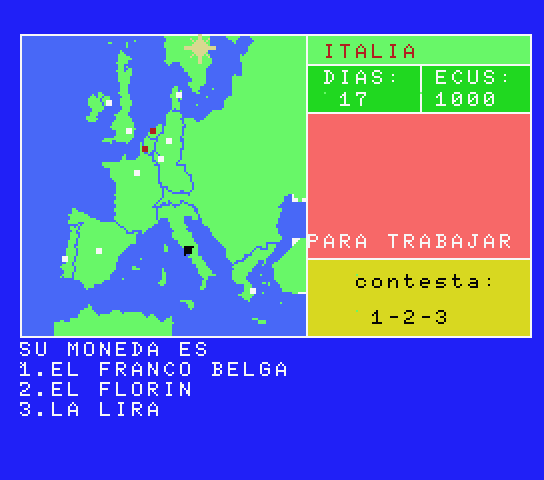 ITALIA
DIAS: ECUS:
17 1000
PARA TRABAJAR
contesta:
1-2-3
SU MONEDA ES
1.EL FRANCO BELGA
2.EL FLORIN
3.LA LIRA